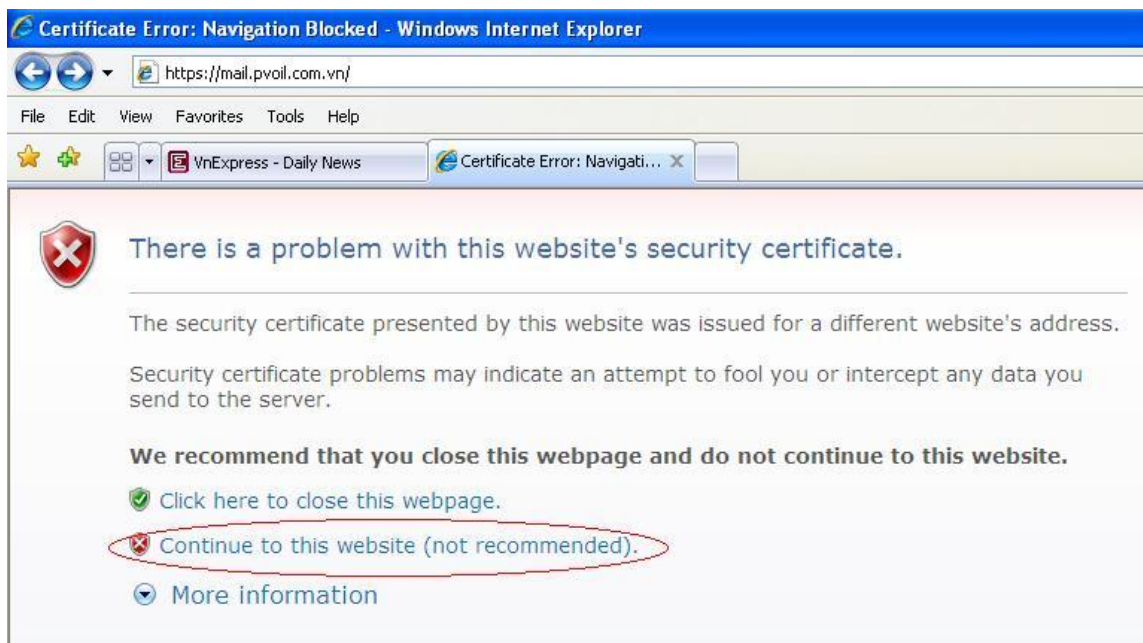 Certificate Error: Navigation Blocked - Windows Internet Explorer
https://mail.pvoil.com.vn/
File Edit View Favorites Tools Help
VnExpress - Daily News Certificate Error: Navigati...
There is a problem with this website's security certificate.
The security certificate presented by this website was issued for a different website's address.
Security certificate problems may indicate an attempt to fool you or intercept any data you
send to the server.
We recommend that you close this webpage and do not continue to this website.
Click here to close this webpage.
Continue to this website (not recommended).
More information